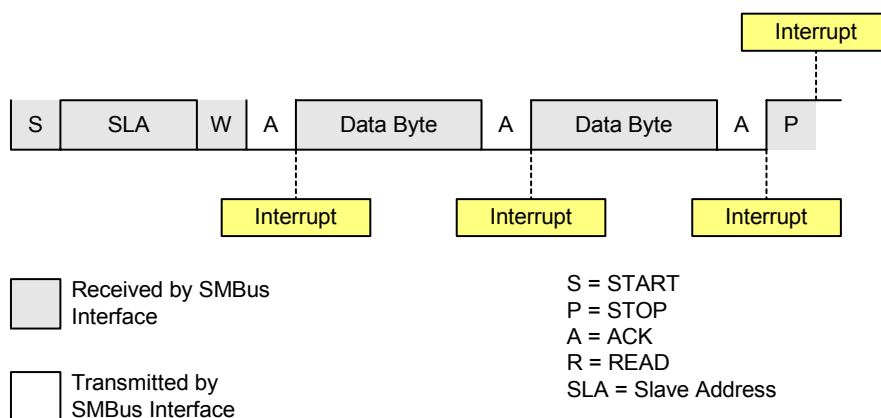 Interrupt
S SLA W A Data Byte A Data Byte A P
Interrupt Interrupt Interrupt
Received by SMBus
Interface
Transmitted by
SMBus Interface
S = START
P = STOP
A = ACK
R = READ
SLA = Slave Address